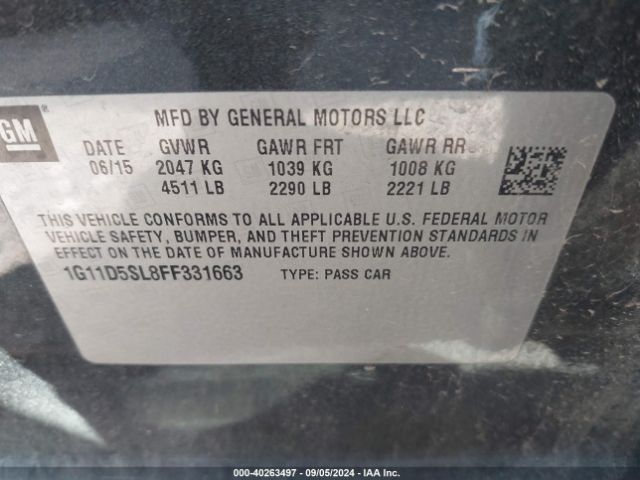 GM
MFD BY GENERAL MOTORS LLC
DATE GVWR GAWR FRT GAWR RR
06/15 2047 KG 1039 KG 1008 KG
4511 LB 2290 LB 2221 LB
THIS VEHICLE CONFORMS TO ALL APPLICABLE U.S. FEDERAL MOTOR
VEHICLE SAFETY, BUMPER, AND THEFT PREVENTION STANDARDS IN
EFFECT ON THE DATE OF MANUFACTURE SHOWN ABOVE.
1G11D5SL8FF331663 TYPE: PASS CAR
000-40263497 - 09/05/2024 - IAA Inc.